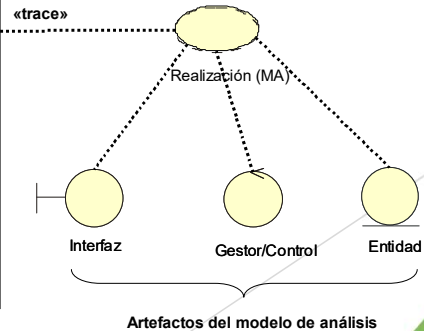 «trace»
Realización (MA)
Interfaz
Gestor/Control
Entidad
Artefactos del modelo de análisis